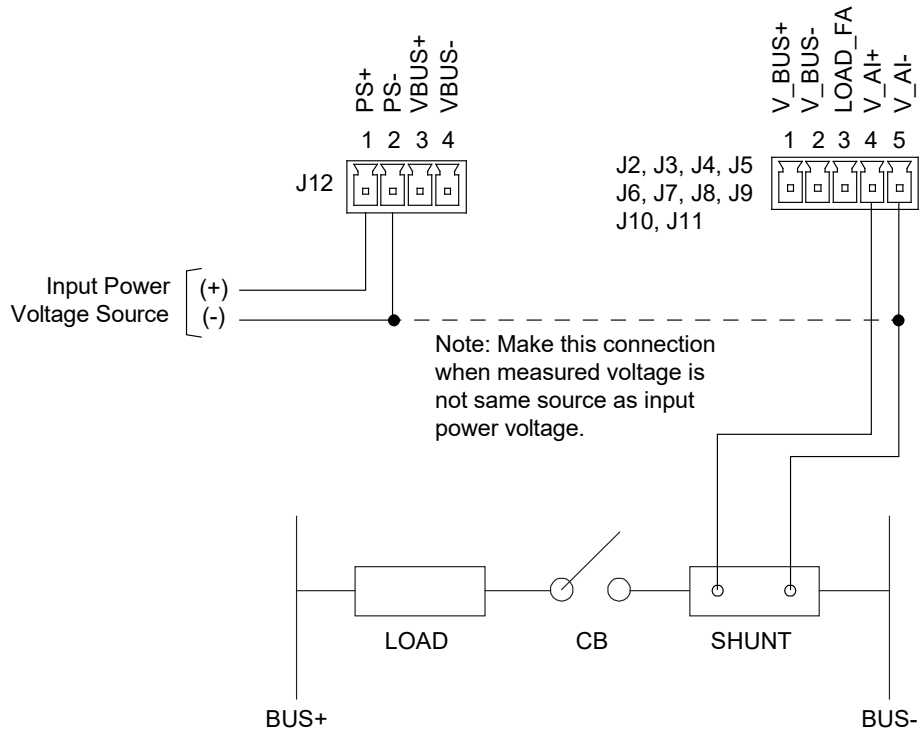 PS+
PS-
VBUS+
VBUS-
1 2 3 4
J12
V_BUS+
V_BUS-
LOAD_FA
V_AI+
V_AI-
1 2 3 4 5
J2, J3, J4, J5
J6, J7, J8, J9
J10, J11
Input Power
Voltage Source
(+)
(-)
Note: Make this connection
when measured voltage is
not same source as input
power voltage.
LOAD
CB
SHUNT
BUS+
BUS-